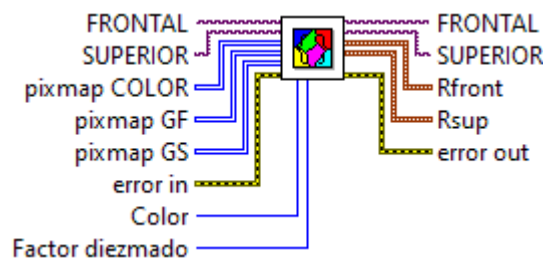 FRONTAL
SUPERIOR
pixmap COLOR
pixmap GF
pixmap GS
error in
Color
Factor diezmado
FRONTAL
SUPERIOR
Rfront
Rsup
error out